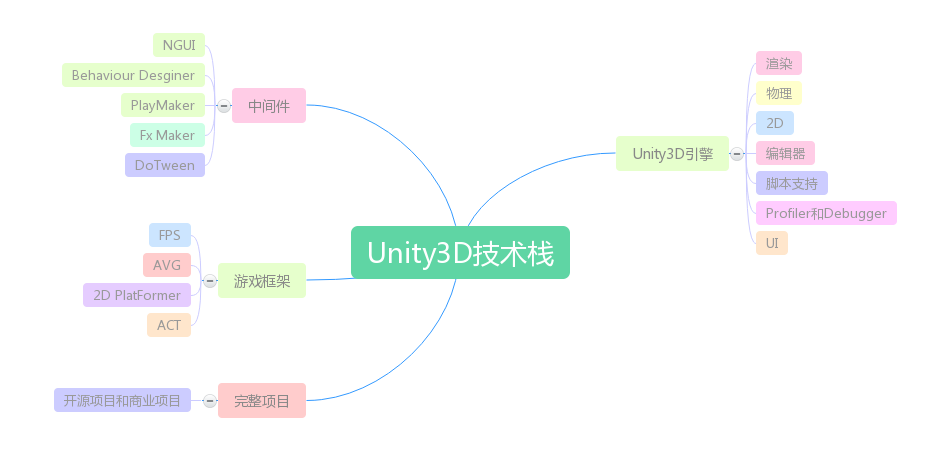 Unity3D技术栈
Unity3D引擎
渲染
物理
2D
编辑器
脚本支持
Profiler和Debugger
UI
中间件
NGUI
Behaviour Desginer
PlayMaker
Fx Maker
DoTween
游戏框架
FPS
AVG
2D PlatFormer
ACT
完整项目
开源项目和商业项目